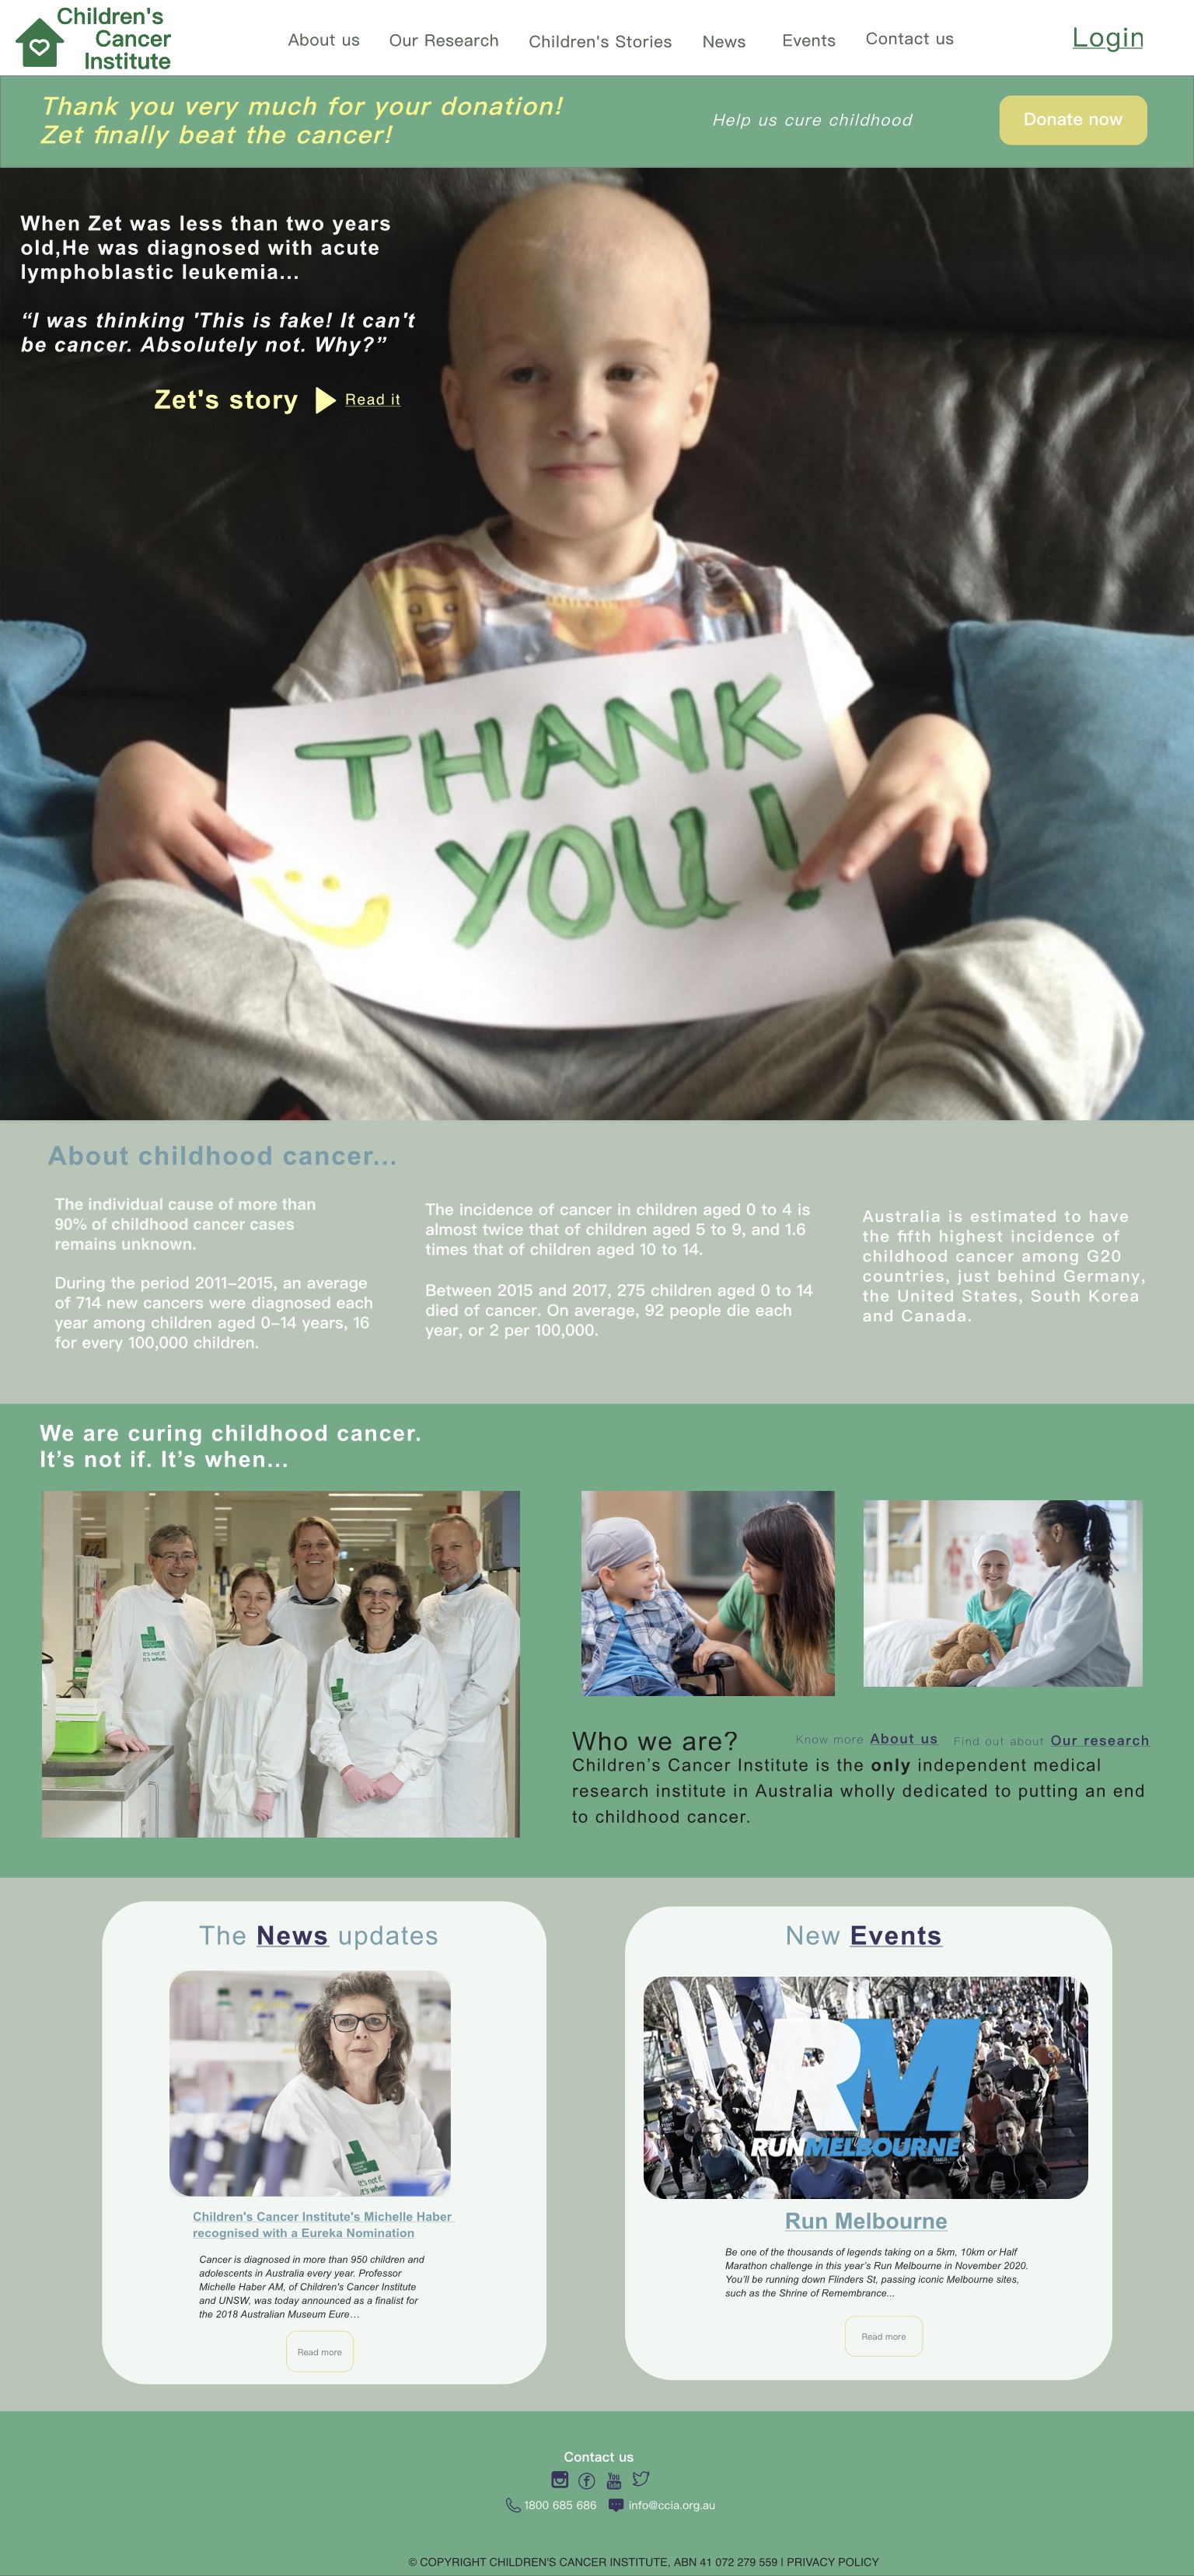 Children's
Cancer
Institute
About us
Our Research
Children's Stories
News
Events
Contact us
Login
Thank you very much for your donation!
Zet finally beat the cancer!
Help us cure childhood
Donate now
When Zet was less than two years
old,He was diagnosed with acute
lymphoblastic leukemia...
“I was thinking 'This is fake! It can't
be cancer. Absolutely not. Why?”
Zet's story
Read it
THANK
YOU!
About childhood cancer...
The individual cause of more than
90% of childhood cancer cases
remains unknown.
During the period 2011–2015, an average
of 714 new cancers were diagnosed each
year among children aged 0–14 years, 16
for every 100,000 children.
The incidence of cancer in children aged 0 to 4 is
almost twice that of children aged 5 to 9, and 1.6
times that of children aged 10 to 14.
Between 2015 and 2017, 275 children aged 0 to 14
died of cancer. On average, 92 people die each
year, or 2 per 100,000.
Australia is estimated to have
the fifth highest incidence of
childhood cancer among G20
countries, just behind Germany,
the United States, South Korea
and Canada.
We are curing childhood cancer.
It’s not if. It’s when...
It's not if.
It's when.
It's not if.
It's when.
Who we are?
Know more About us
Find out about Our research
Children’s Cancer Institute is the only independent medical
research institute in Australia wholly dedicated to putting an end
to childhood cancer.
The News updates
It's not if.
It's when.
Children's Cancer Institute's Michelle Haber
recognised with a Eureka Nomination
Cancer is diagnosed in more than 950 children and
adolescents in Australia every year. Professor
Michelle Haber AM, of Children's Cancer Institute
and UNSW, was today announced as a finalist for
the 2018 Australian Museum Eure…
Read more
New Events
RM
RUNMELBOURNE
Run Melbourne
Be one of the thousands of legends taking on a 5km, 10km or Half
Marathon challenge in this year’s Run Melbourne in November 2020.
You’ll be running down Flinders St, passing iconic Melbourne sites,
such as the Shrine of Remembrance...
Read more
Contact us
You
Tube
1800 685 686
info@ccia.org.au
© COPYRIGHT CHILDREN'S CANCER INSTITUTE, ABN 41 072 279 559 | PRIVACY POLICY